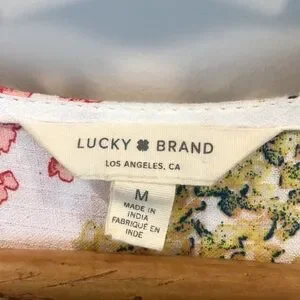 LUCKY BRAND
LOS ANGELES, CA
M
MADE IN
INDIA
FABRIQUÉ EN
INDE